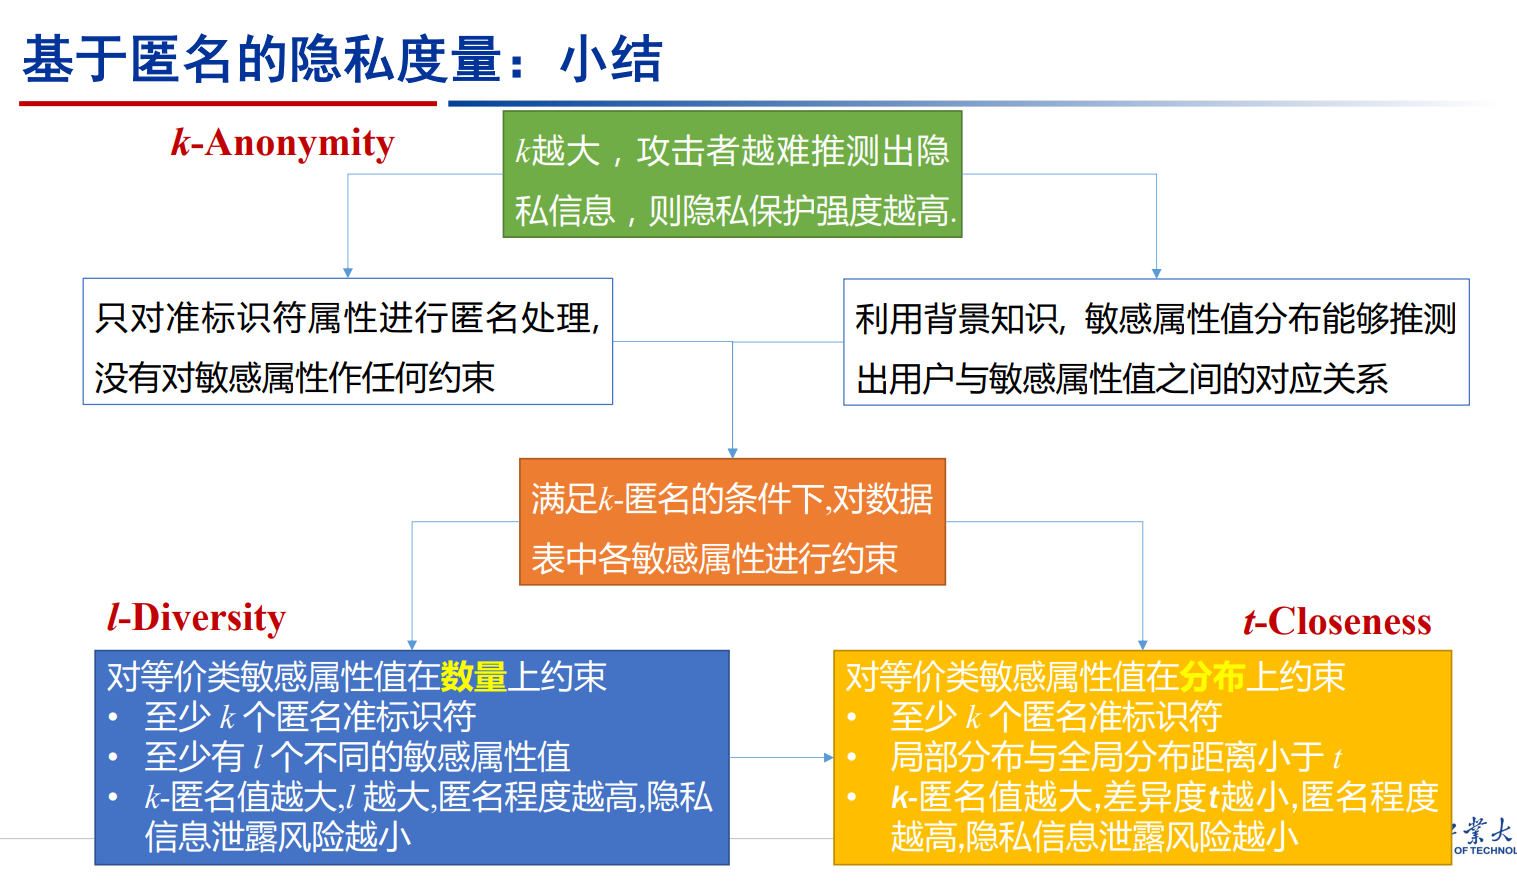 基于匿名的隐私度量：小结
k-Anonymity
k越大，攻击者越难推测出隐
私信息，则隐私保护强度越高.
只对准标识符属性进行匿名处理,
没有对敏感属性作任何约束
利用背景知识, 敏感属性值分布能够推测
出用户与敏感属性值之间的对应关系
满足k-匿名的条件下,对数据
表中各敏感属性进行约束
l-Diversity
对等价类敏感属性值在数量上约束
• 至少 k 个匿名准标识符
• 至少有 l 个不同的敏感属性值
• k-匿名值越大,l 越大,匿名程度越高,隐私
信息泄露风险越小
t-Closeness
对等价类敏感属性值在分布上约束
• 至少 k 个匿名准标识符
• 局部分布与全局分布距离小于 t
• k-匿名值越大,差异度t越小,匿名程度
越高,隐私信息泄露风险越小
业大
OF TECHNOL